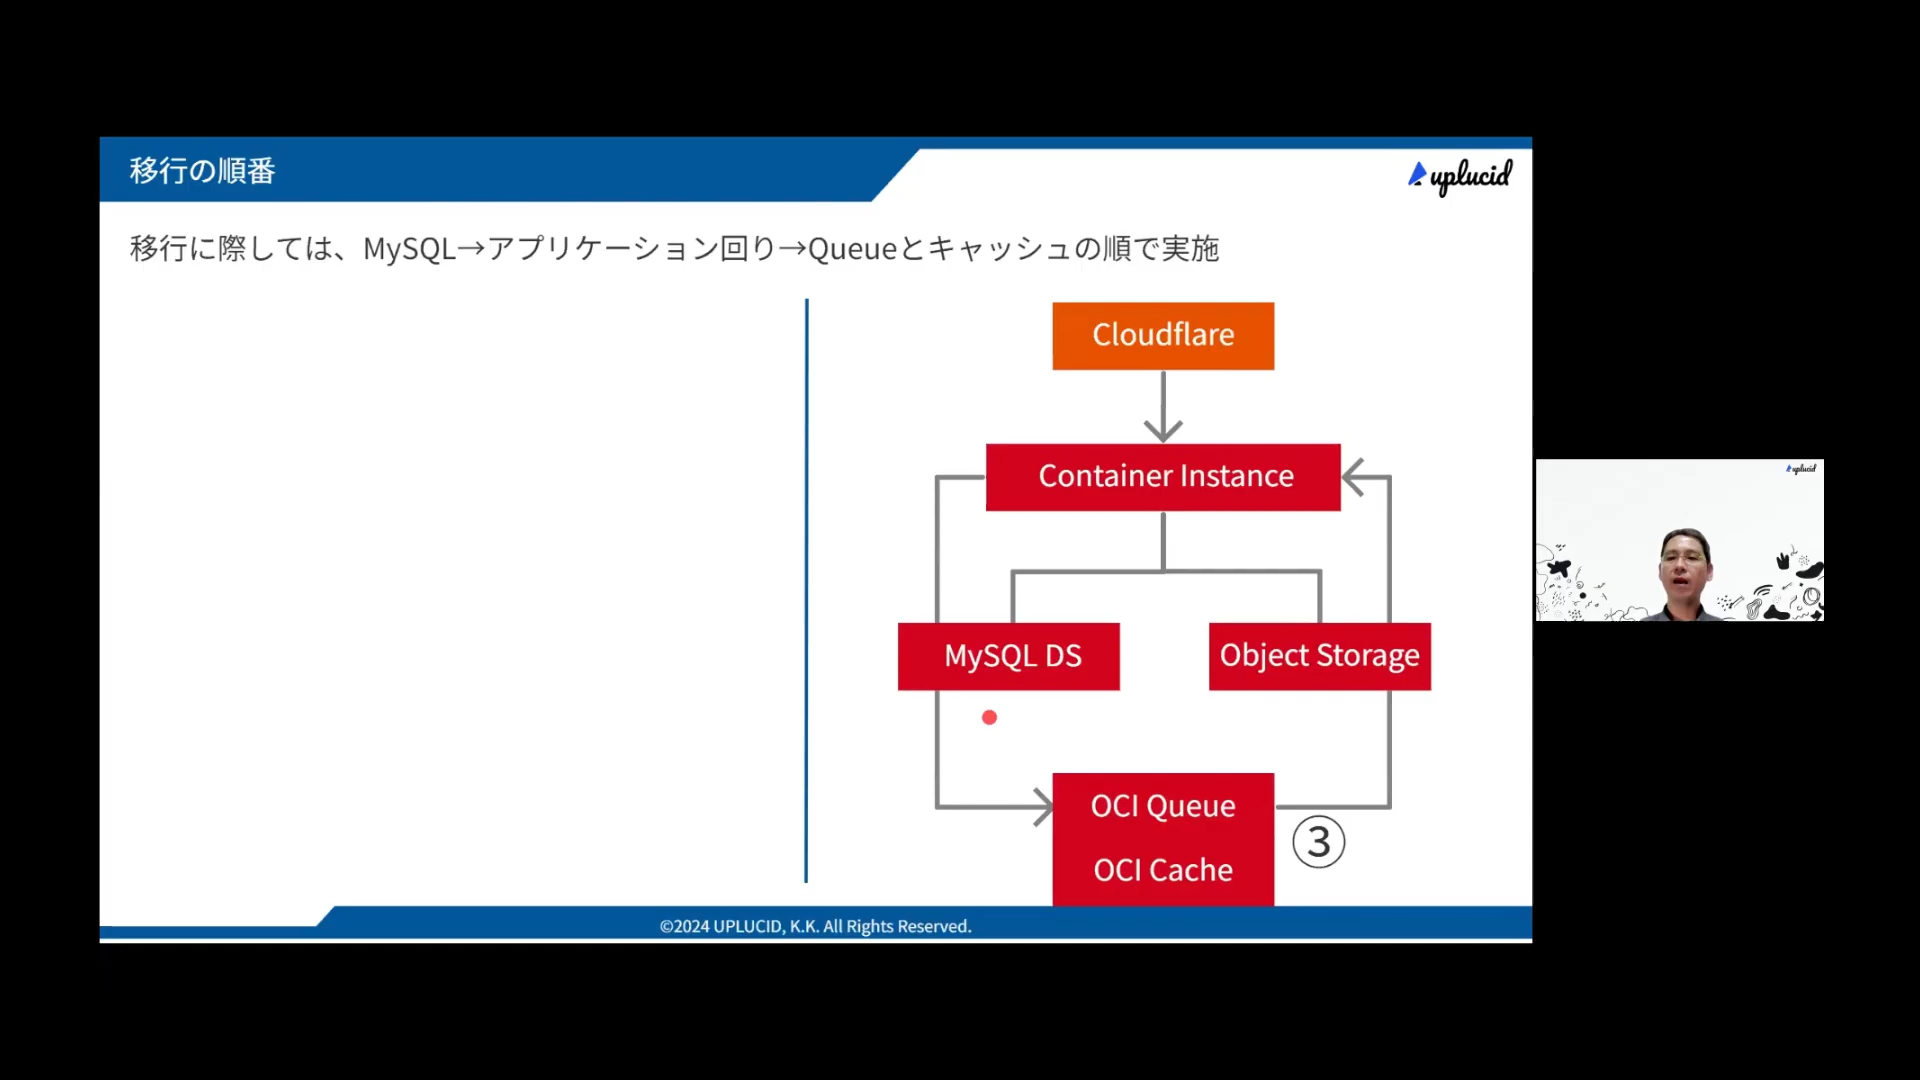 移行の順番
uplucid
移行に際しては、MySQL→アプリケーション回り→Queueとキャッシュの順で実施
Cloudflare
Container Instance
MySQL DS
Object Storage
OCI Queue
③
OCI Cache
©2024 UPLUCID, K.K. All Rights Reserved.
uplucid